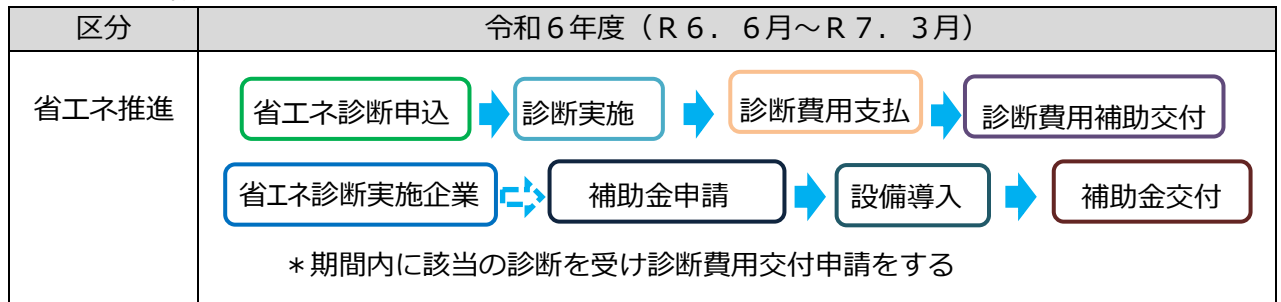 区分 令和６年度（Ｒ６．６月～Ｒ７．３月）
省エネ推進 省エネ診断申込 診断実施 診断費用支払 診断費用補助交付
省エネ診断実施企業 補助金申請 設備導入 補助金交付
＊期間内に該当の診断を受け診断費用交付申請をする